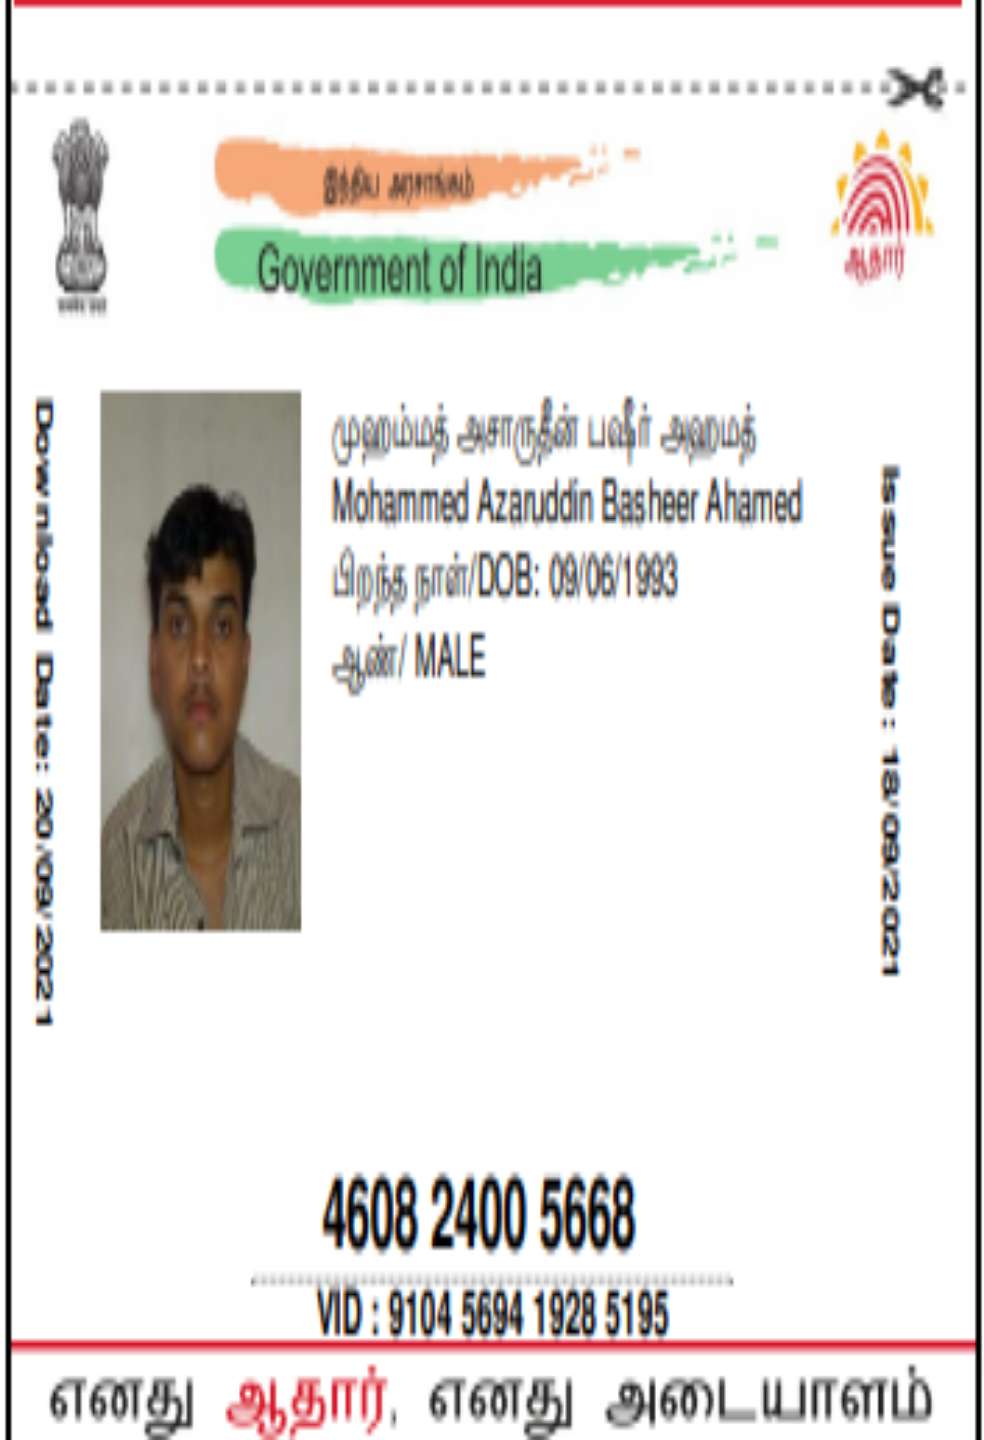 இந்திய அரசாங்கம்
Government of India
ஆதார்
முஹம்மத் அசாருதீன் பஷீர் அஹமத்
Mohammed Azaruddin Basheer Ahamed
பிறந்த நாள்/DOB: 09/06/1993
ஆண்/ MALE
Download Date: 20/09/2021
Issue Date: 18/09/2021
4608 2400 5668
VID : 9104 5694 1928 5195
எனது ஆதார், எனது அடையாளம்